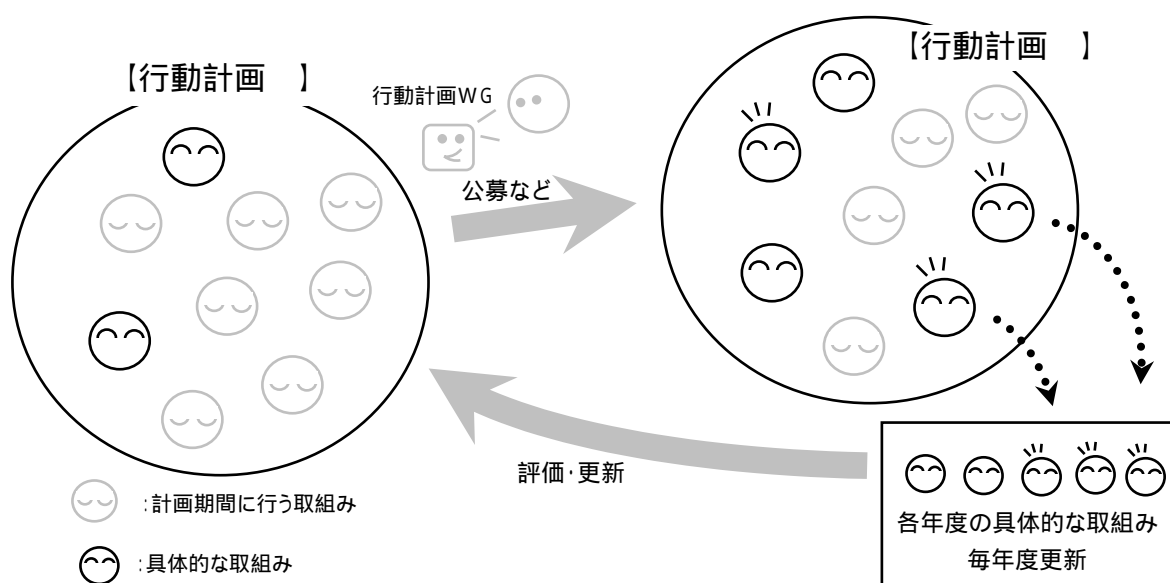 【行動計画　】
行動計画WG
公募など
【行動計画　】
評価・更新
：計画期間に行う取組み
：具体的な取組み
各年度の具体的な取組み
毎年度更新